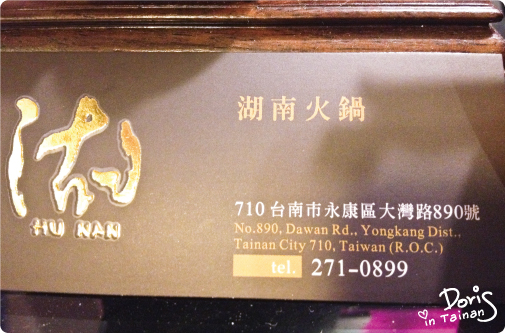 湖
HU NAN
湖南火鍋
710台南市永康區大灣路890號
No.890, Dawan Rd., Yongkang Dist.,
Tainan City 710, Taiwan (R.O.C.)
tel. 271-0899
Doris
in Tainan